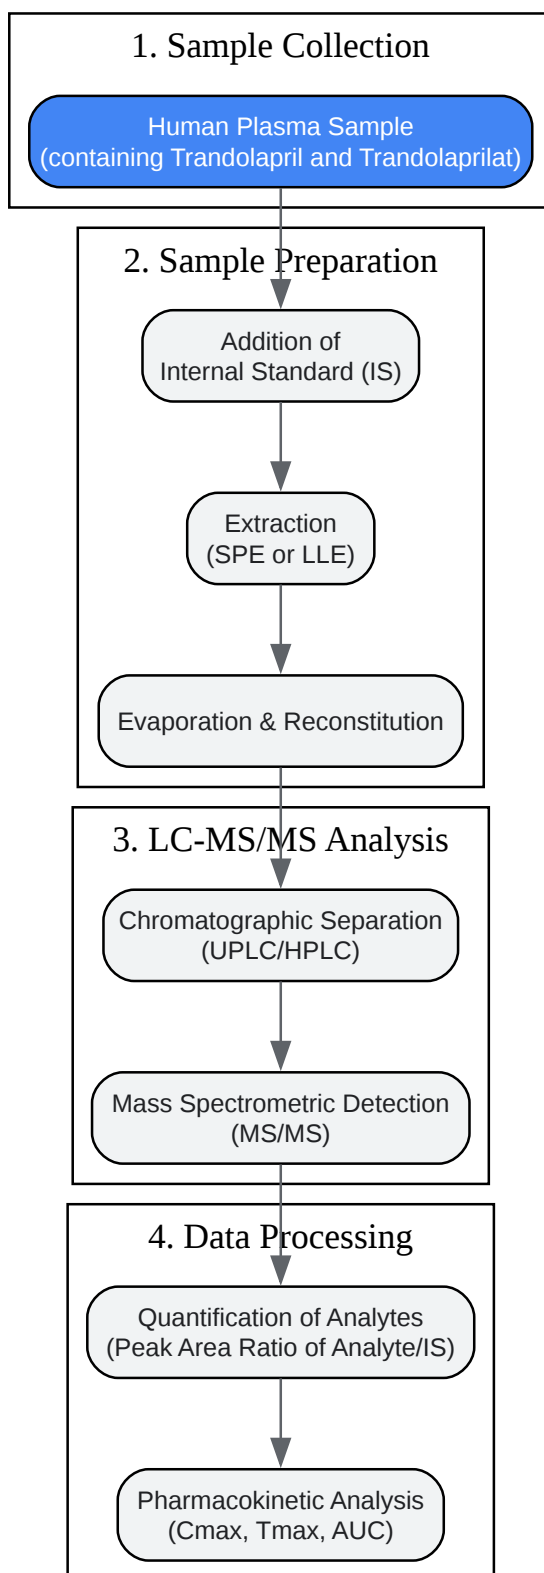 1. Sample Collection
Human Plasma Sample
(containing Trandolapril and Trandolaprilat)
2. Sample Preparation
Addition of
Internal Standard (IS)
Extraction
(SPE or LLE)
Evaporation & Reconstitution
3. LC-MS/MS Analysis
Chromatographic Separation
(UPLC/HPLC)
Mass Spectrometric Detection
(MS/MS)
4. Data Processing
Quantification of Analytes
(Peak Area Ratio of Analyte/IS)
Pharmacokinetic Analysis
(Cmax, Tmax, AUC)